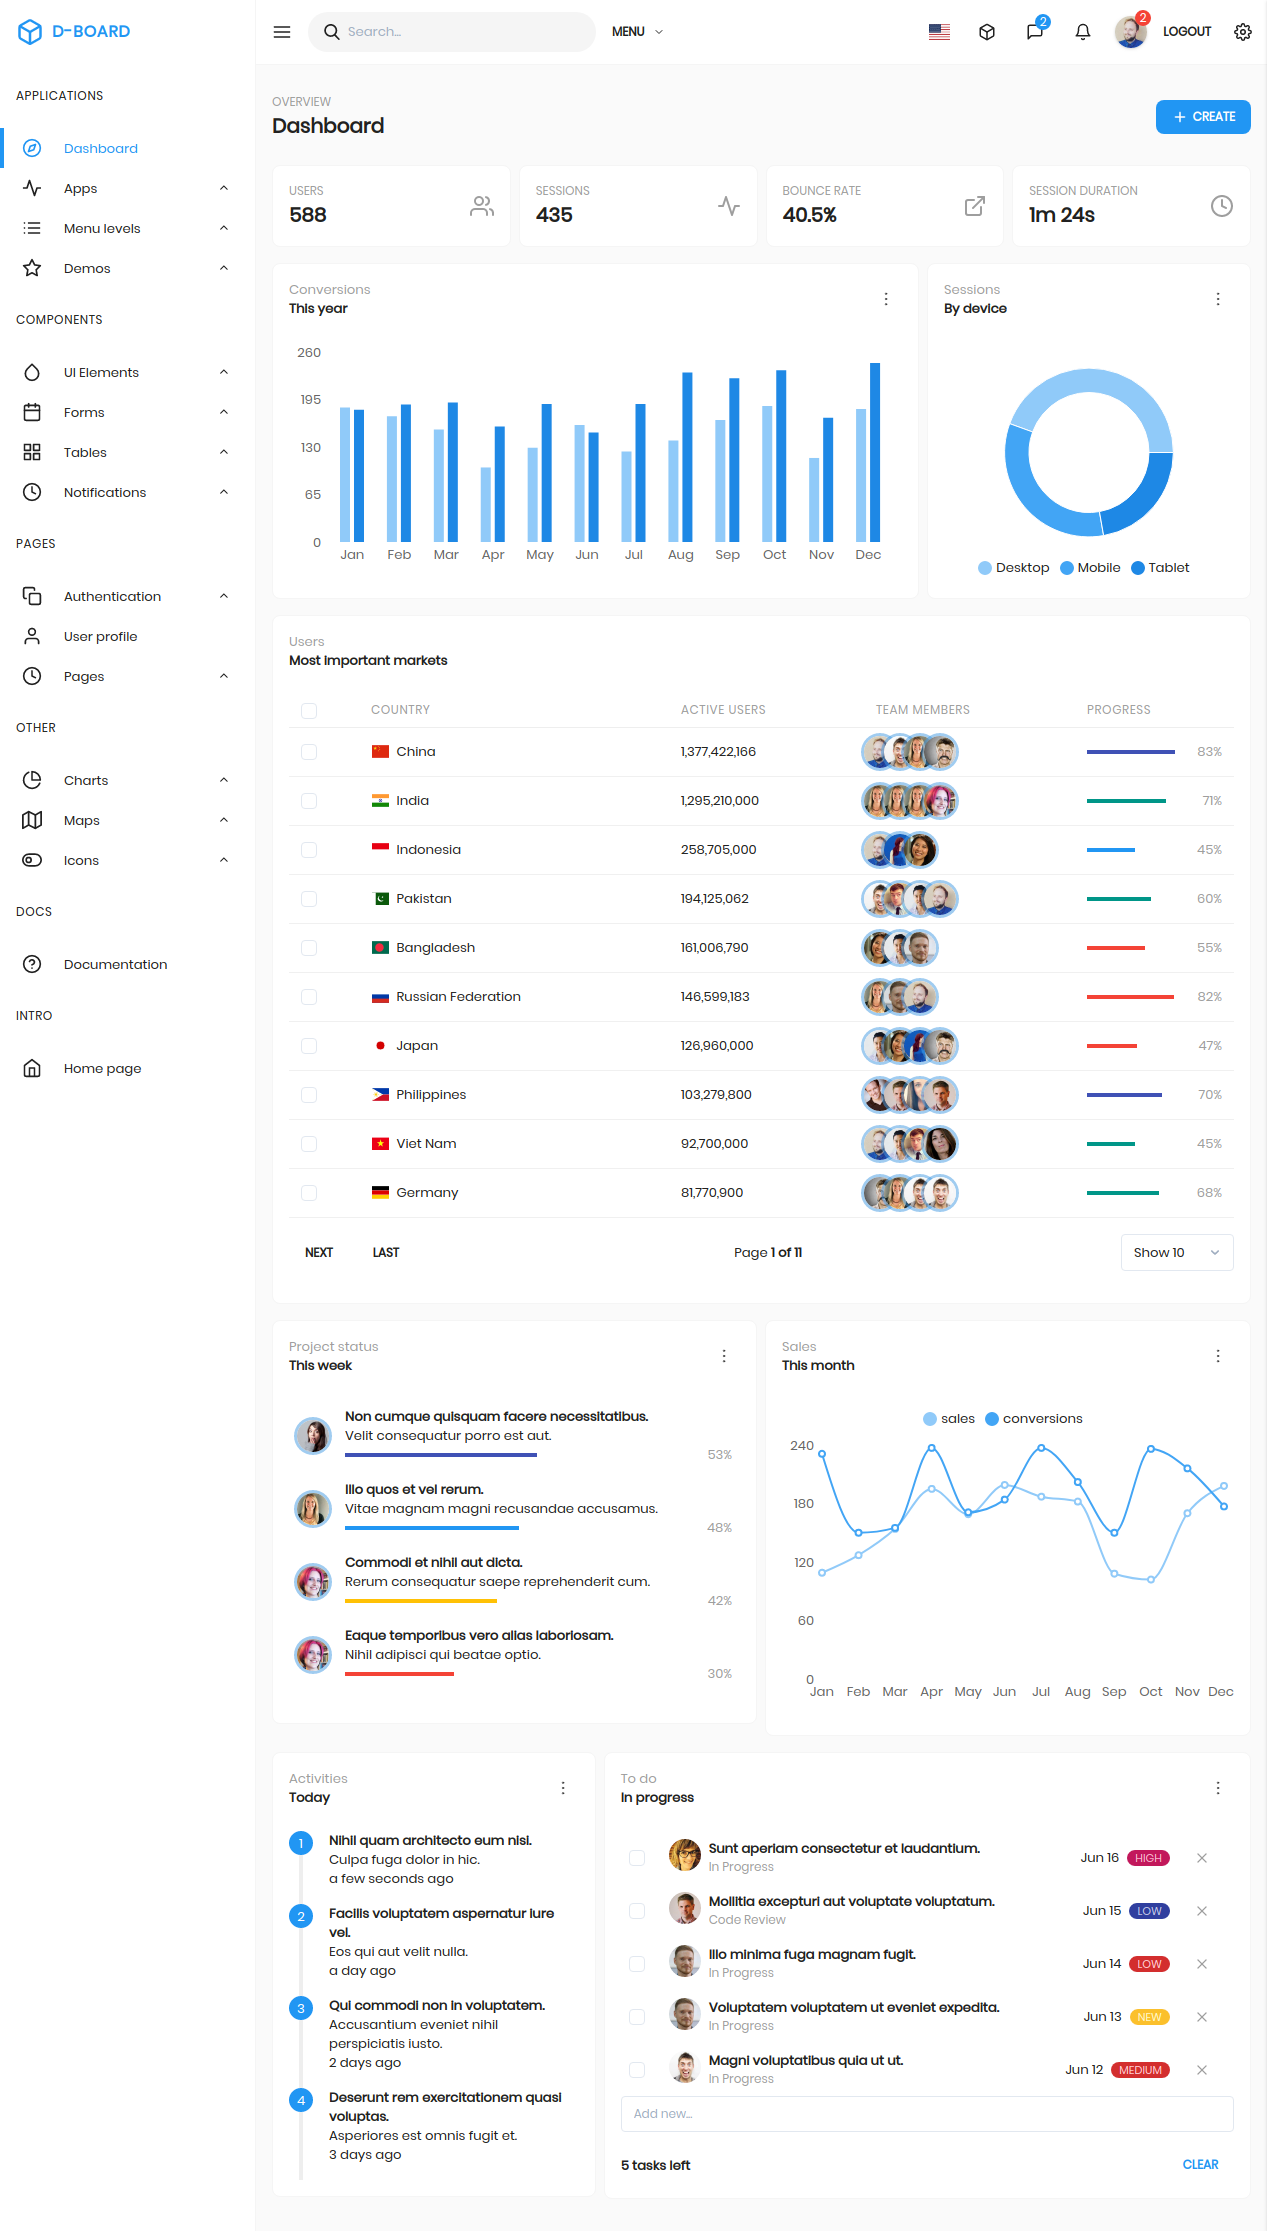 D-BOARD
Search...
MENU
2
2
LOGOUT
APPLICATIONS
Dashboard
Apps
Menu levels
Demos
COMPONENTS
UI Elements
Forms
Tables
Notifications
PAGES
Authentication
User profile
Pages
OTHER
Charts
Maps
Icons
DOCS
Documentation
INTRO
Home page
OVERVIEW
Dashboard
CREATE
USERS
588
SESSIONS
435
BOUNCE RATE
40.5%
SESSION DURATION
1m 24s
Conversions
This year
260
195
130
65
0
Jan Feb Mar Apr May Jun Jul Aug Sep Oct Nov Dec
Sessions
By device
Desktop Mobile Tablet
Users
Most important markets
COUNTRY ACTIVE USERS TEAM MEMBERS PROGRESS
China 1,377,422,166 83%
India 1,295,210,000 71%
Indonesia 258,705,000 45%
Pakistan 194,125,062 60%
Bangladesh 161,006,790 55%
Russian Federation 146,599,183 82%
Japan 126,960,000 47%
Philippines 103,279,800 70%
Viet Nam 92,700,000 45%
Germany 81,770,900 68%
NEXT LAST Page 1 of 11 Show 10
Project status
This week
Non cumque quisquam facere necessitatibus.
Velit consequatur porro est aut.
53%
Illo quos et vel rerum.
Vitae magnam magni recusandae accusamus.
48%
Commodi et nihil aut dicta.
Rerum consequatur saepe reprehenderit cum.
42%
Eaque temporibus vero alias laboriosam.
Nihil adipisci qui beatae optio.
30%
Sales
This month
sales conversions
240
180
120
60
0
Jan Feb Mar Apr May Jun Jul Aug Sep Oct Nov Dec
Activities
Today
1
Nihil quam architecto eum nisi.
Culpa fuga dolor in hic.
a few seconds ago
2
Facilis voluptatem aspernatur iure
vel.
Eos qui aut velit nulla.
a day ago
3
Qui commodi non in voluptatem.
Accusantium eveniet nihil
perspiciatis iusto.
2 days ago
4
Deserunt rem exercitationem quasi
voluptas.
Asperiores est omnis fugit et.
3 days ago
To do
In progress
Sunt aperiam consectetur et laudantium.
In Progress
Jun 16 HIGH
Mollitia excepturi aut voluptate voluptatum.
Code Review
Jun 15 LOW
Illo minima fuga magnam fugit.
In Progress
Jun 14 LOW
Voluptatem voluptatem ut eveniet expedita.
In Progress
Jun 13 NEW
Magni voluptatibus quia ut ut.
In Progress
Jun 12 MEDIUM
Add new...
5 tasks left
CLEAR